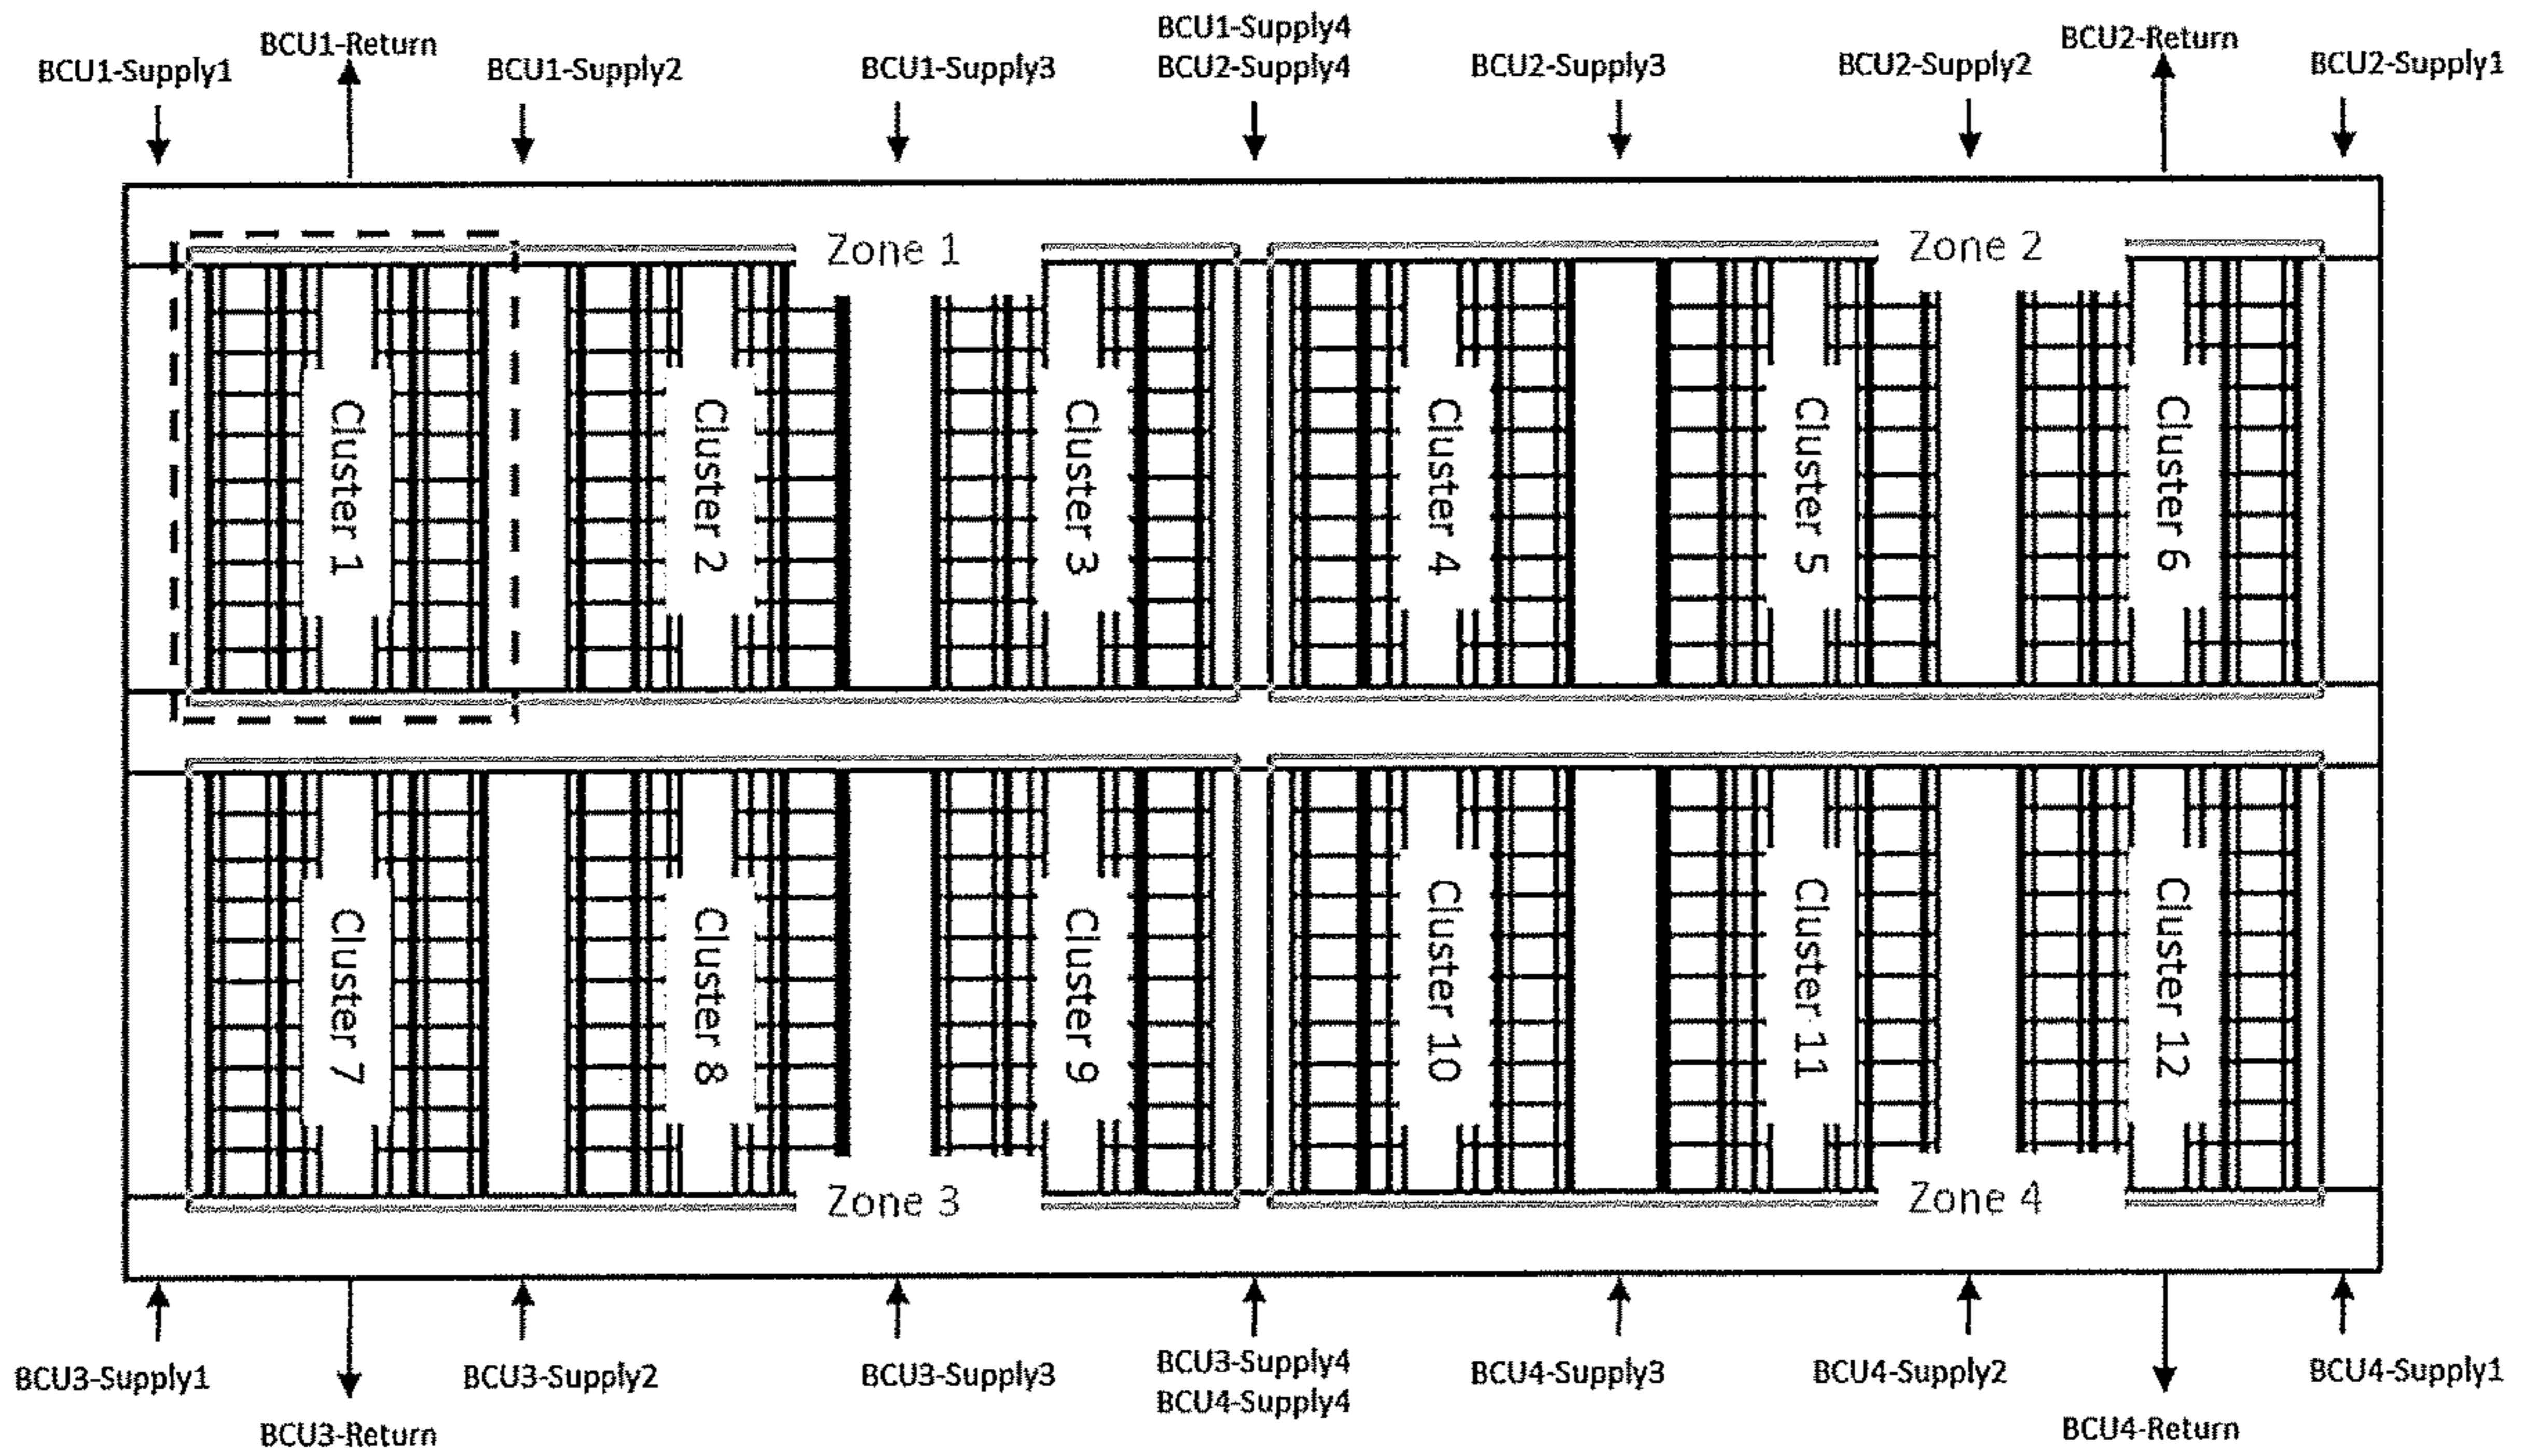 BCU1-Supply1
BCU1-Return
BCU1-Supply2
BCU1-Supply3
BCU1-Supply4
BCU2-Supply4
BCU2-Supply3
BCU2-Supply2
BCU2-Return
BCU2-Supply1
Zone 1
Zone 2
Cluster 1
Cluster 2
Cluster 3
Cluster 4
Cluster 5
Cluster 6
Cluster 7
Cluster 8
Cluster 9
Cluster 10
Cluster 11
Cluster 12
Zone 3
Zone 4
BCU3-Supply1
BCU3-Return
BCU3-Supply2
BCU3-Supply3
BCU3-Supply4
BCU4-Supply4
BCU4-Supply3
BCU4-Supply2
BCU4-Return
BCU4-Supply1